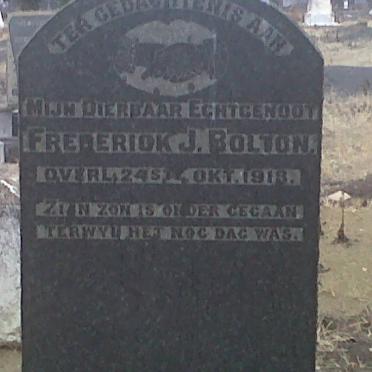 TER GEDACHTENIS AAN
MIJN DIERBAAR ECHTGENOOT
FREDERICK J. BOLTON.
OVERL. 24STE OKT. 1918.
ZIJN ZON IS ONDER GEGAAN
TERWIJL HET NOG DAG WAS.